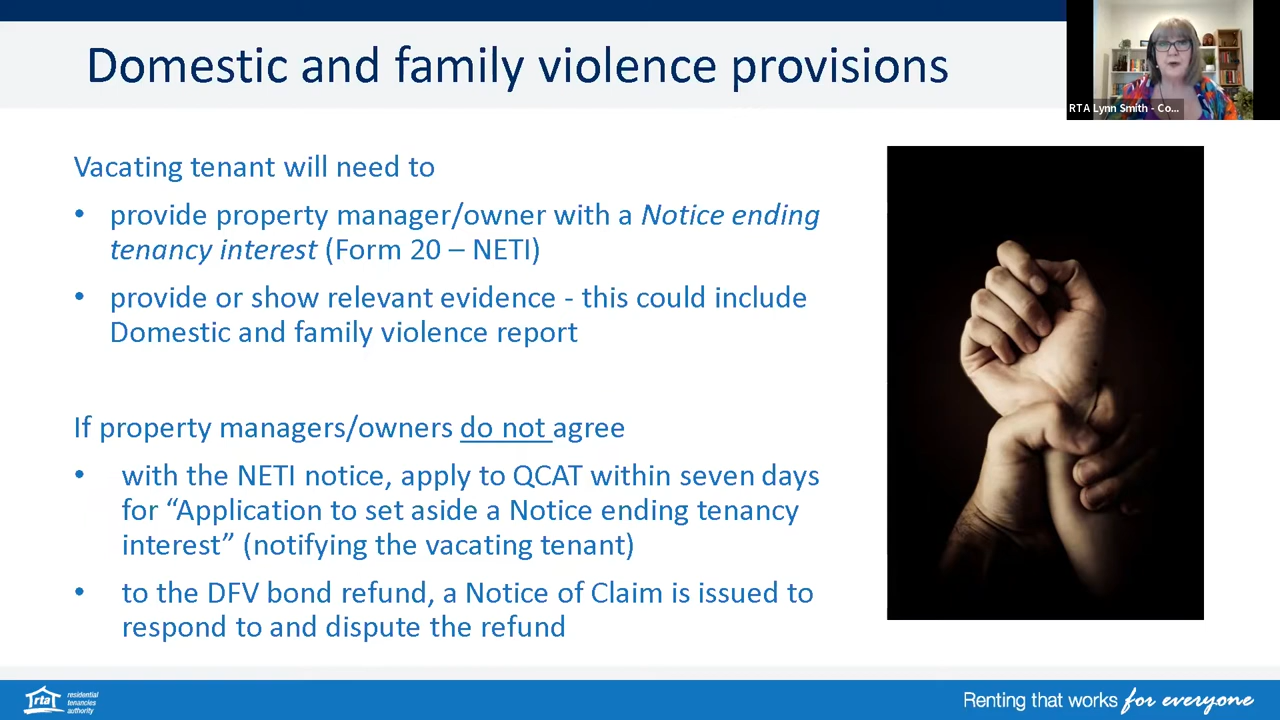 Domestic and family violence provisions
RTA Lynn Smith - Co...
Vacating tenant will need to
• provide property manager/owner with a Notice ending
tenancy interest (Form 20 – NETI)
• provide or show relevant evidence - this could include
Domestic and family violence report
If property managers/owners do not agree
• with the NETI notice, apply to QCAT within seven days
for “Application to set aside a Notice ending tenancy
interest” (notifying the vacating tenant)
• to the DFV bond refund, a Notice of Claim is issued to
respond to and dispute the refund
rta
residential
tenancies
authority
Renting that works for everyone